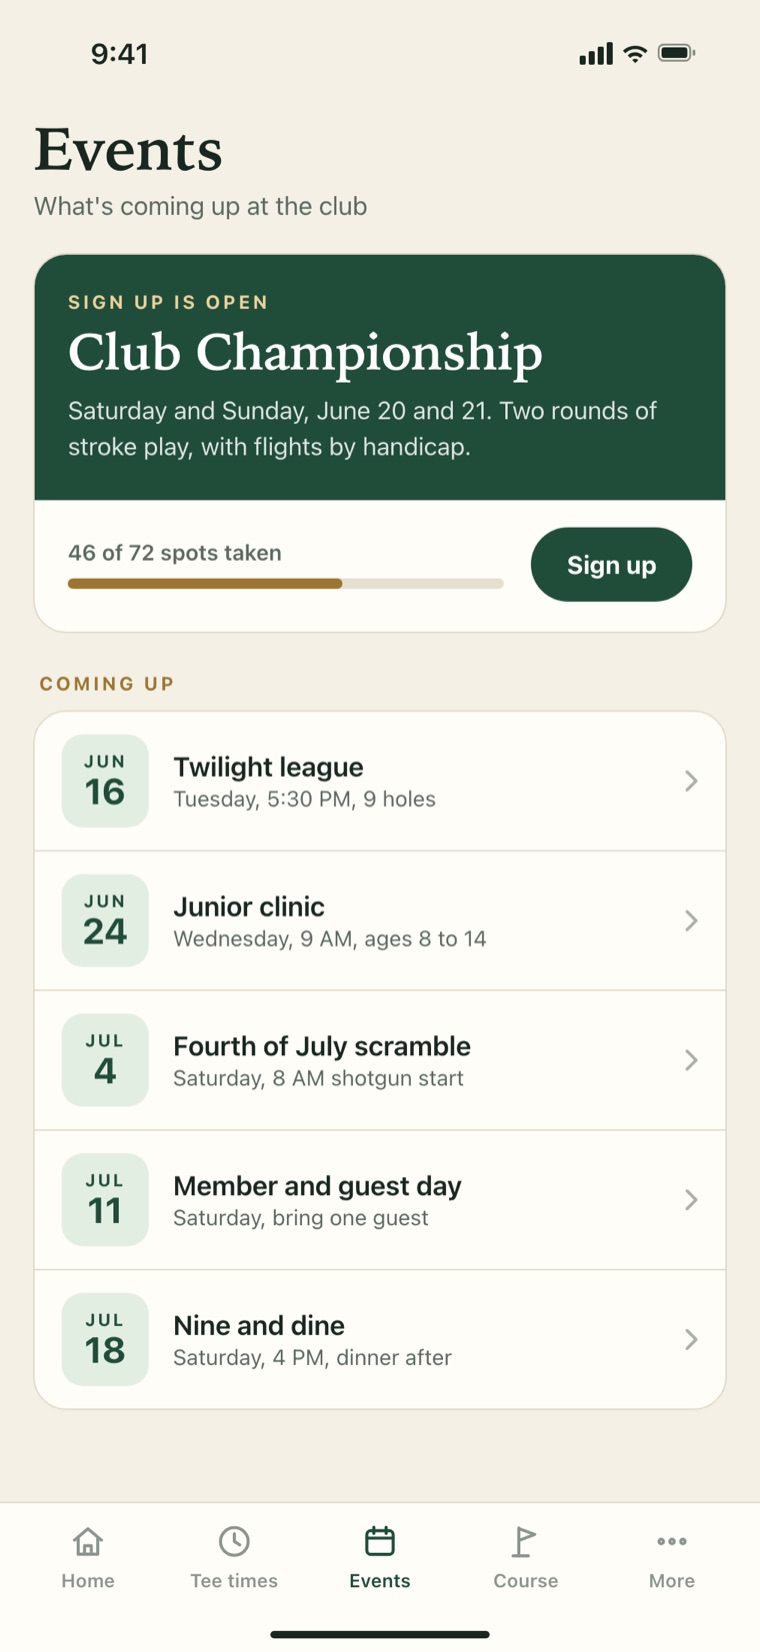 9:41
Events
What's coming up at the club
SIGN UP IS OPEN
Club Championship
Saturday and Sunday, June 20 and 21. Two rounds of
stroke play, with flights by handicap.
46 of 72 spots taken
Sign up
COMING UP
JUN
16
Twilight league
Tuesday, 5:30 PM, 9 holes
JUN
24
Junior clinic
Wednesday, 9 AM, ages 8 to 14
JUL
4
Fourth of July scramble
Saturday, 8 AM shotgun start
JUL
11
Member and guest day
Saturday, bring one guest
JUL
18
Nine and dine
Saturday, 4 PM, dinner after
Home
Tee times
Events
Course
More